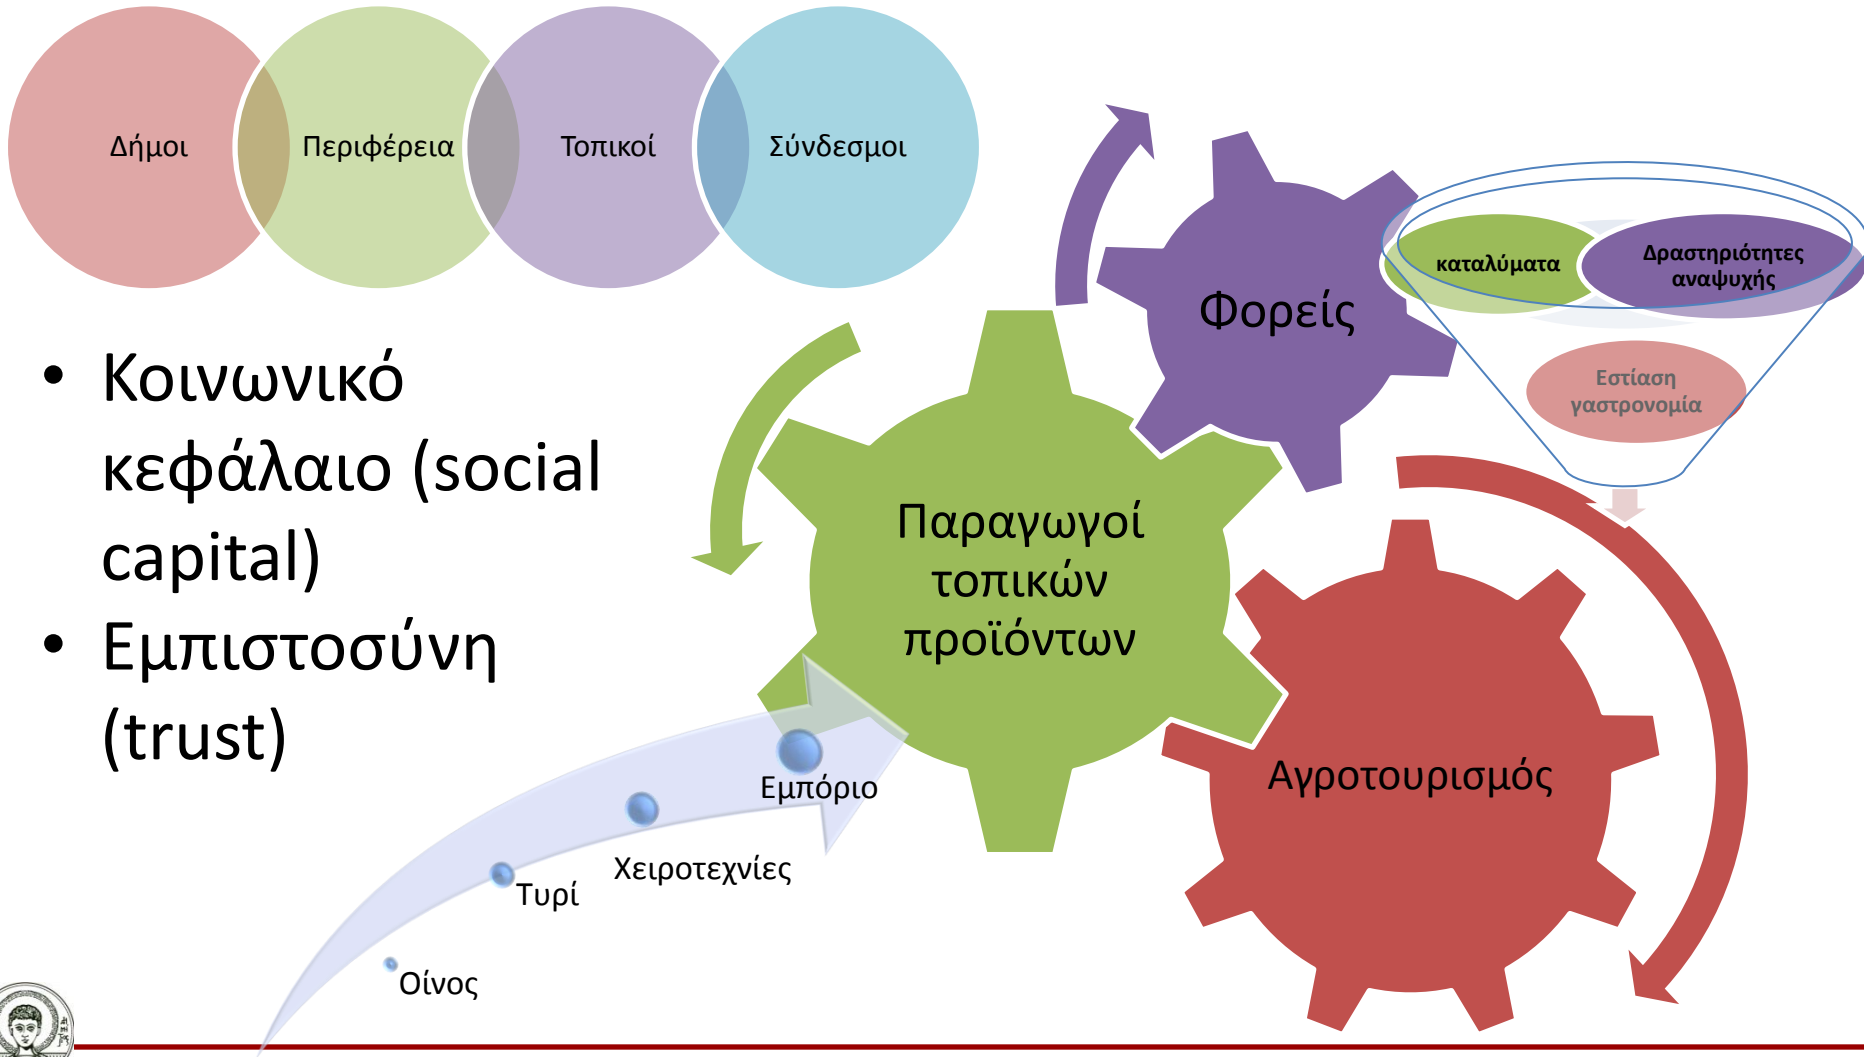 Δήμοι
Περιφέρεια
Τοπικοί
Σύνδεσμοι
• Κοινωνικό
κεφάλαιο (social
capital)
• Εμπιστοσύνη
(trust)
Φορείς
καταλύματα
Δραστηριότητες
αναψυχής
Εστίαση
γαστρονομία
Παραγωγοί
τοπικών
προϊόντων
Αγροτουρισμός
Εμπόριο
Χειροτεχνίες
Τυρί
Οίνος